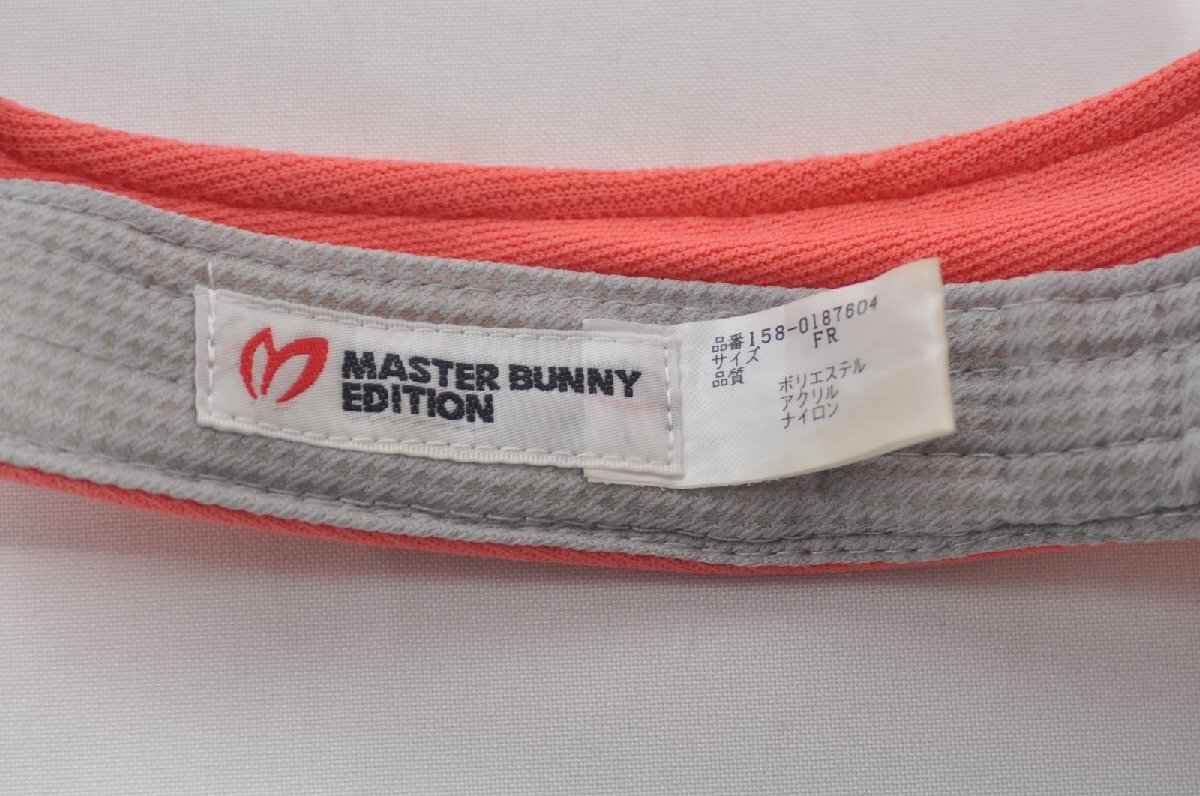 MASTER BUNNY
EDITION
品番158-0187604
サイズ FR
品質 ポリエステル
アクリル
ナイロン